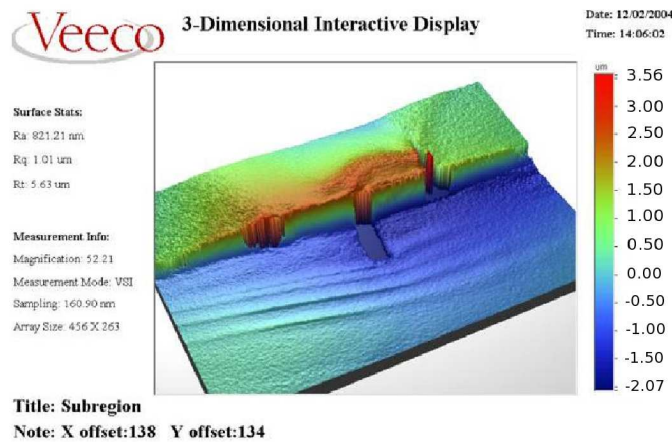 Veeco
3-Dimensional Interactive Display
Date: 12/02/2004
Time: 14:06:02
Surface Stats:
Ra: 821.21 nm
Rq: 1.01 um
Rt: 5.63 um
Measurement Info:
Magnification: 52.21
Measurement Mode: VSI
Sampling: 160.90 nm
Array Size: 456 X 263
um
3.56
3.00
2.50
2.00
1.50
1.00
0.50
0.00
-0.50
-1.00
-1.50
-2.07
Title: Subregion
Note: X offset:138 Y offset:134